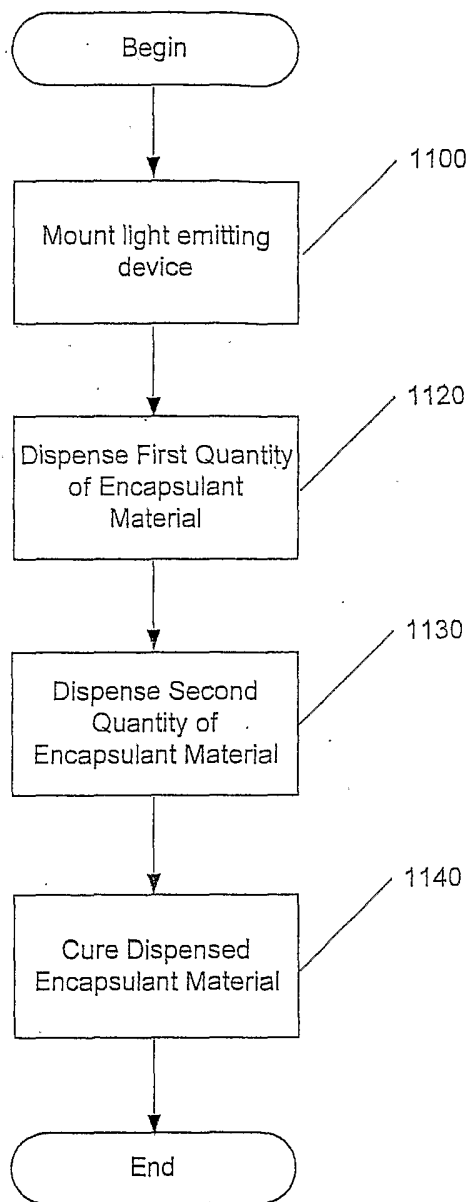 Begin
1100
Mount light emitting
device
1120
Dispense First Quantity
of Encapsulant
Material
1130
Dispense Second
Quantity of
Encapsulant Material
1140
Cure Dispensed
Encapsulant Material
End